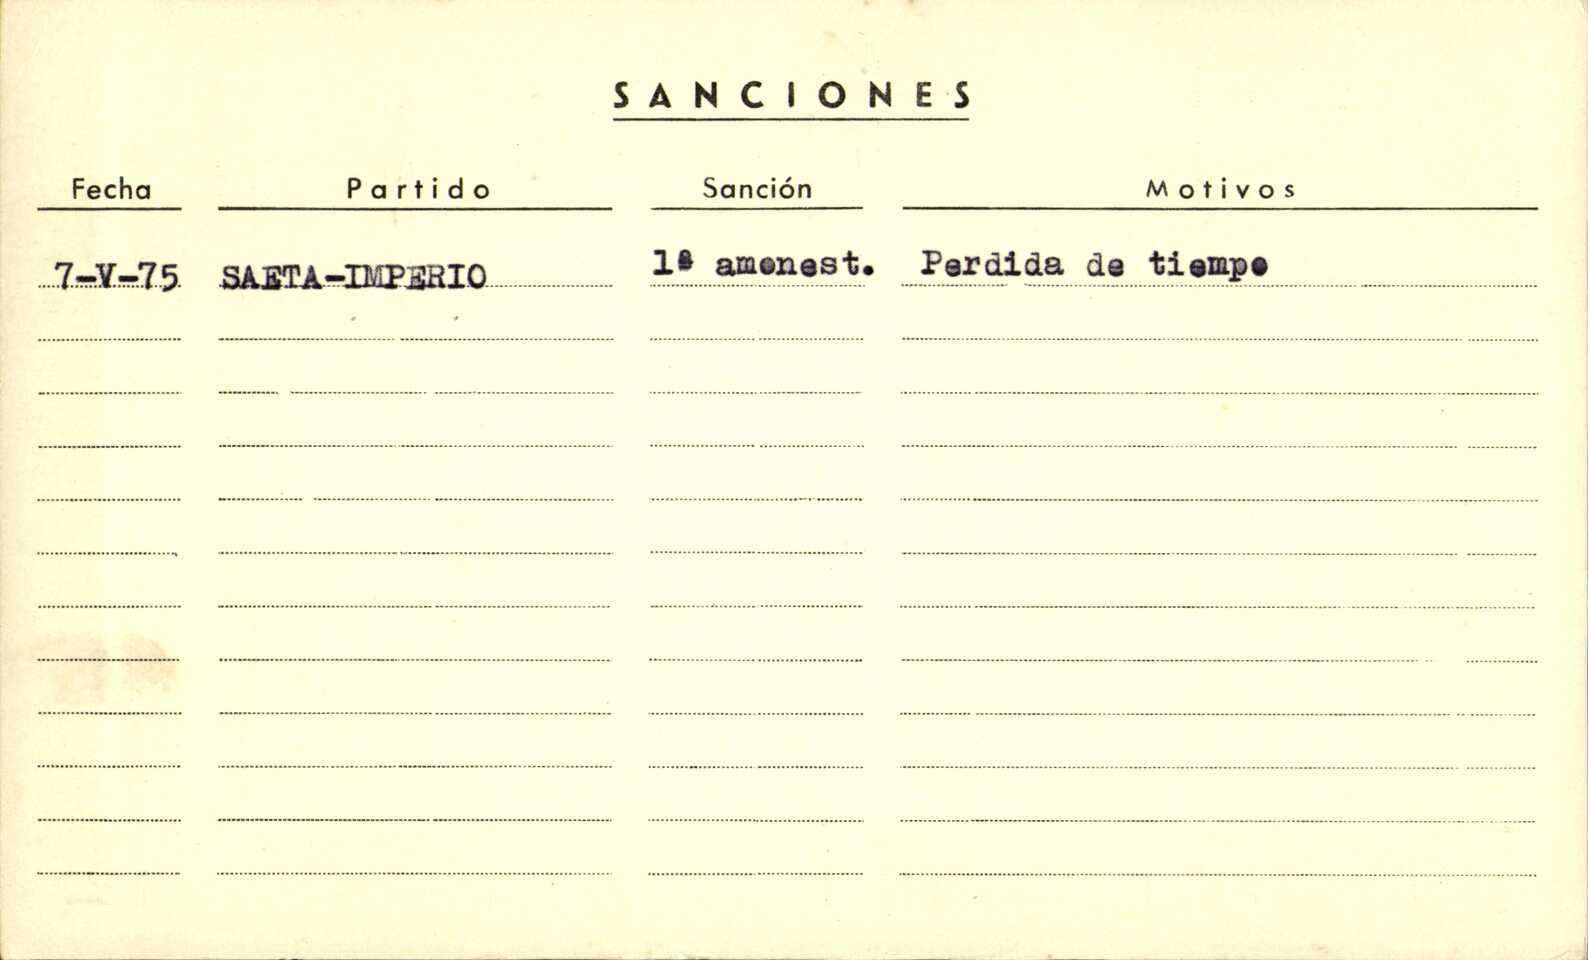 SANCIONES
Fecha Partido Sanción Motivos
7-V-75 SAETA-IMPERIO 1ª amonest. Perdida de tiempo